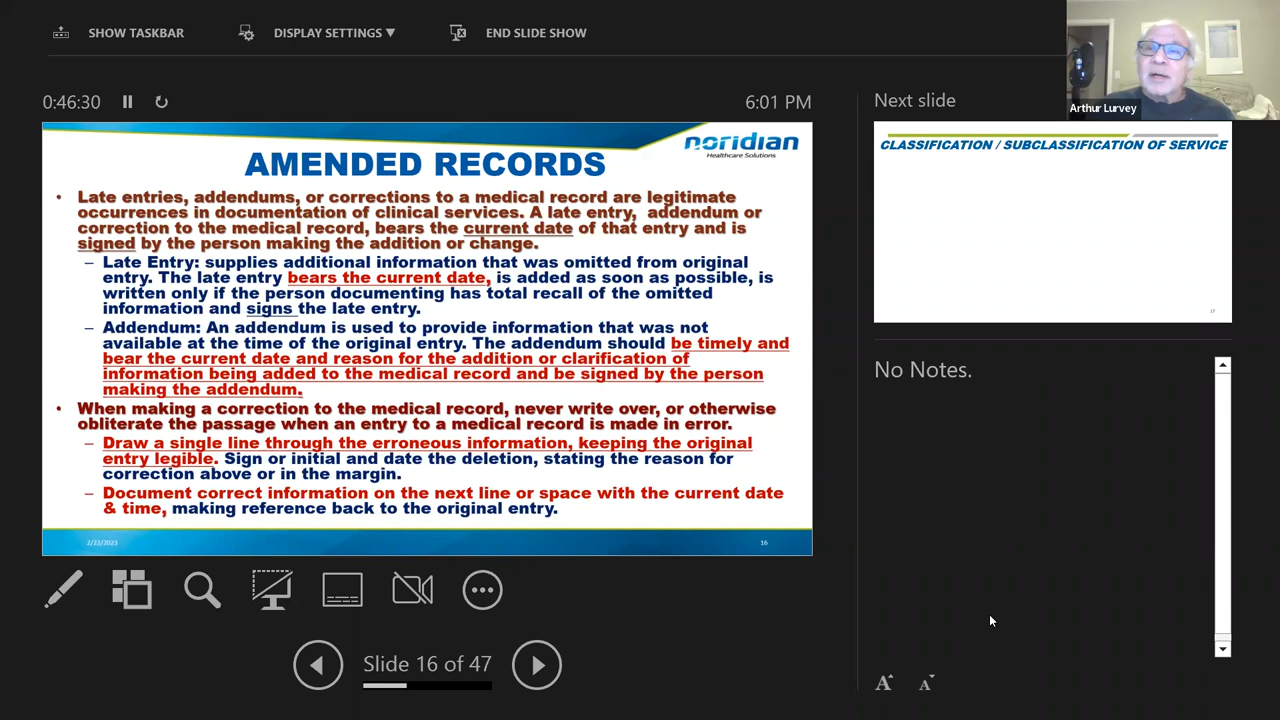 SHOW TASKBAR
DISPLAY SETTINGS ▼
END SLIDE SHOW
Arthur Lurvey
0:46:30
6:01 PM
noridian
Healthcare Solutions
AMENDED RECORDS
• Late entries, addendums, or corrections to a medical record are legitimate
occurrences in documentation of clinical services. A late entry, addendum or
correction to the medical record, bears the current date of that entry and is
signed by the person making the addition or change.
– Late Entry: supplies additional information that was omitted from original
entry. The late entry bears the current date, is added as soon as possible, is
written only if the person documenting has total recall of the omitted
information and signs the late entry.
– Addendum: An addendum is used to provide information that was not
available at the time of the original entry. The addendum should be timely and
bear the current date and reason for the addition or clarification of
information being added to the medical record and be signed by the person
making the addendum.
• When making a correction to the medical record, never write over, or otherwise
obliterate the passage when an entry to a medical record is made in error.
– Draw a single line through the erroneous information, keeping the original
entry legible. Sign or initial and date the deletion, stating the reason for
correction above or in the margin.
– Document correct information on the next line or space with the current date
& time, making reference back to the original entry.
2/22/2023
16
Slide 16 of 47
Next slide
CLASSIFICATION / SUBCLASSIFICATION OF SERVICE
17
No Notes.
A A